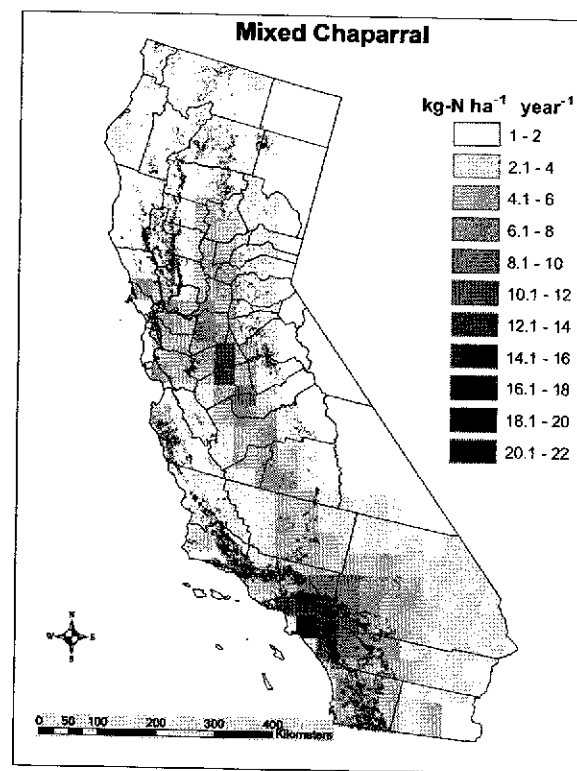 Mixed Chaparral
kg-N ha⁻¹ year⁻¹
1 - 2
2.1 - 4
4.1 - 6
6.1 - 8
8.1 - 10
10.1 - 12
12.1 - 14
14.1 - 16
16.1 - 18
18.1 - 20
20.1 - 22
N
W E
S
0 50 100 200 300 400
Kilometers